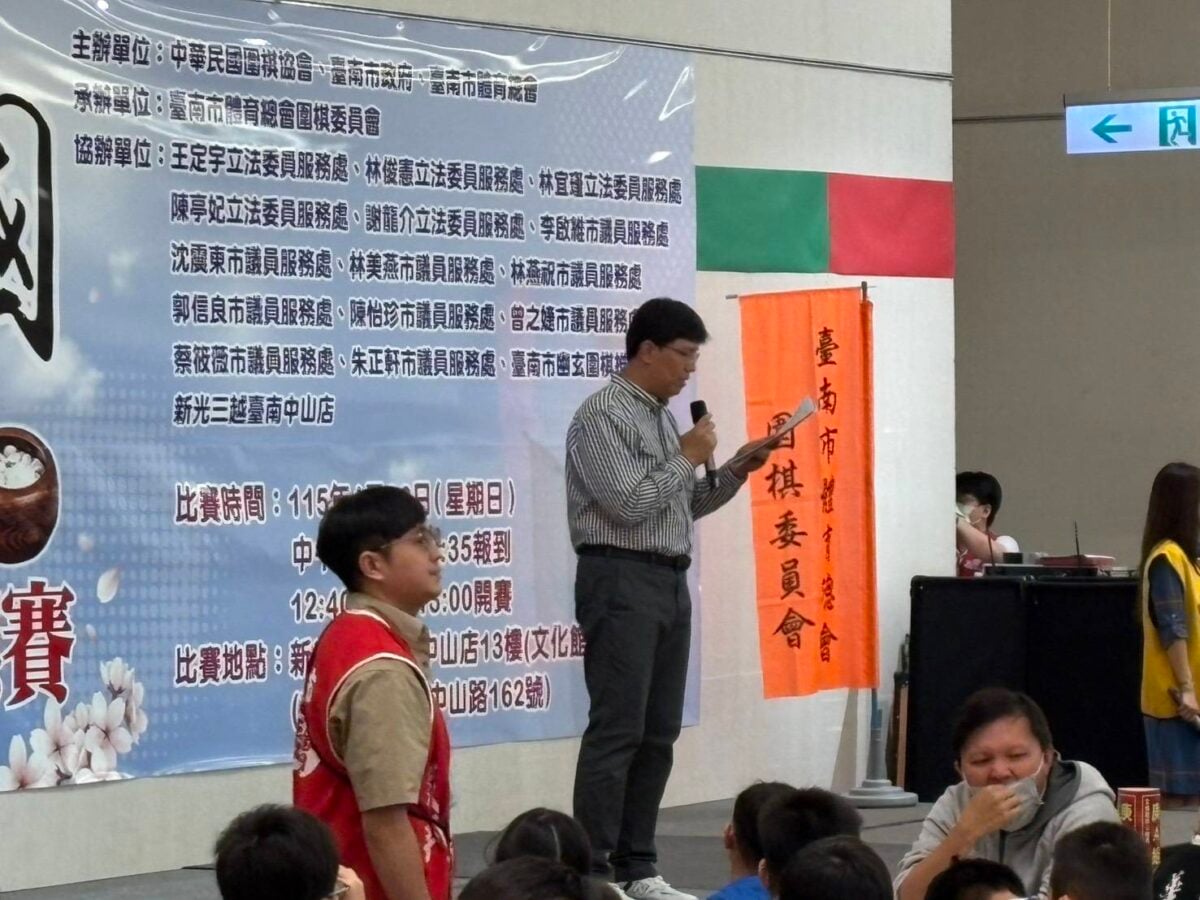 國
賽
主辦單位：中華民國圍棋協會、臺南市政府、臺南市體育總會
承辦單位：臺南市體育總會圍棋委員會
協辦單位：王定宇立法委員服務處、林俊憲立法委員服務處、林宜瑾立法委員服務處
陳亭妃立法委員服務處、謝龍介立法委員服務處、李啟維市議員服務處
沈震東市議員服務處、林美燕市議員服務處、林燕祝市議員服務處
郭信良市議員服務處、陳怡珍市議員服務處、曾之婕市議員服務
蔡筱薇市議員服務處、朱正軒市議員服務處、臺南市幽玄圍棋
新光三越臺南中山店
比賽時間：115年 日(星期日)
中 :35報到
12:4 :00開賽
比賽地點：新 中山店13樓(文化館
( 中山路162號)
臺南市體育總會
圍棋委員會